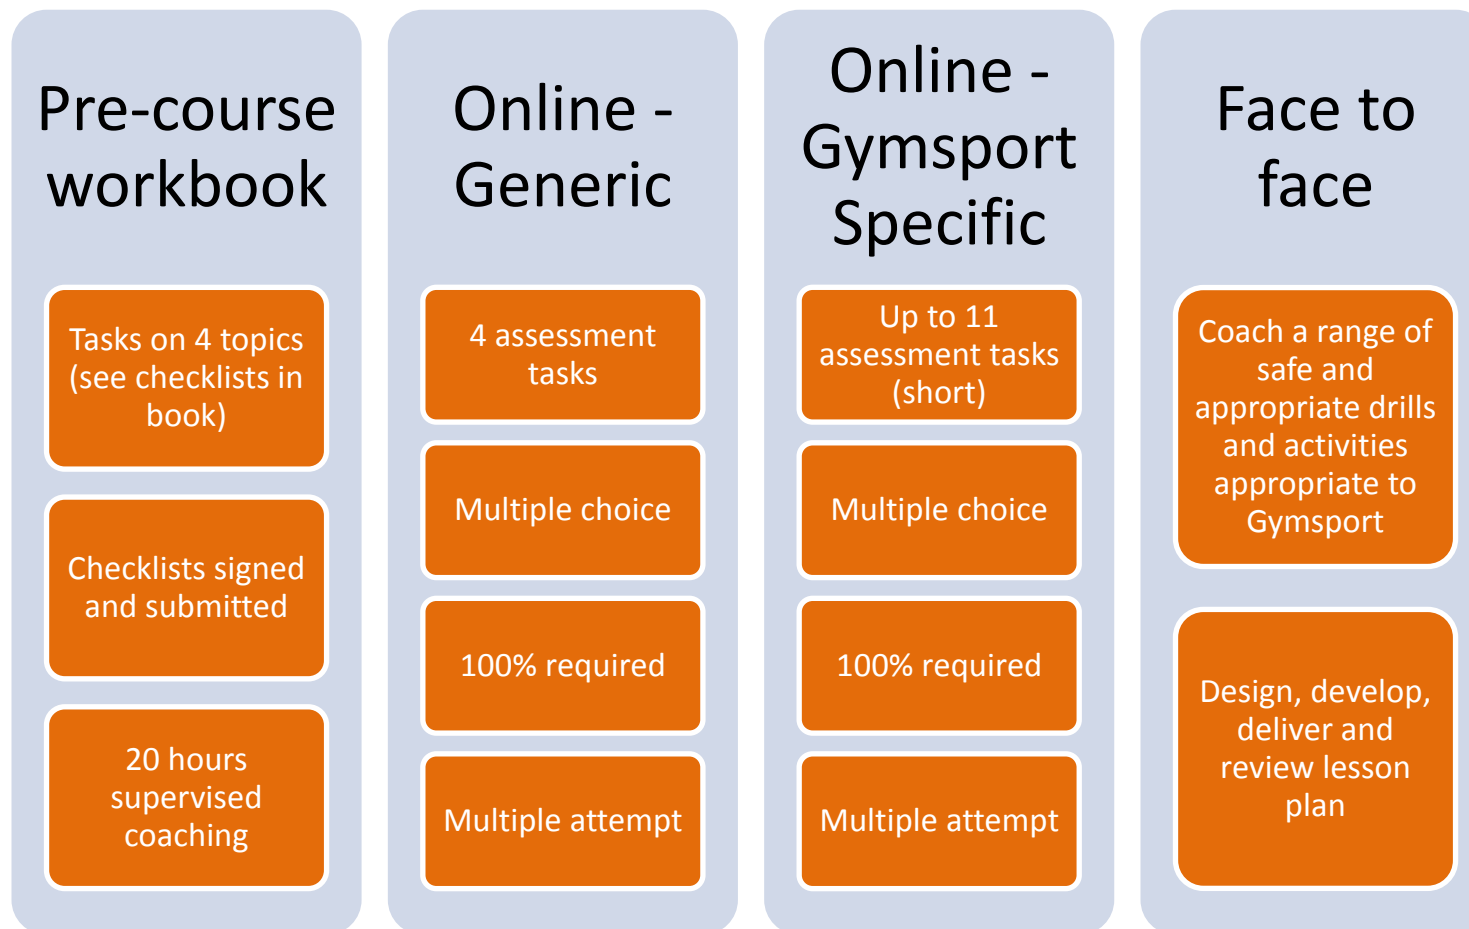 Pre-course
workbook
Tasks on 4 topics
(see checklists in
book)
Checklists signed
and submitted
20 hours
supervised
coaching
Online -
Generic
4 assessment
tasks
Multiple choice
100% required
Multiple attempt
Online -
Gymsport
Specific
Up to 11
assessment tasks
(short)
Multiple choice
100% required
Multiple attempt
Face to
face
Coach a range of
safe and
appropriate drills
and activities
appropriate to
Gymsport
Design, develop,
deliver and
review lesson
plan